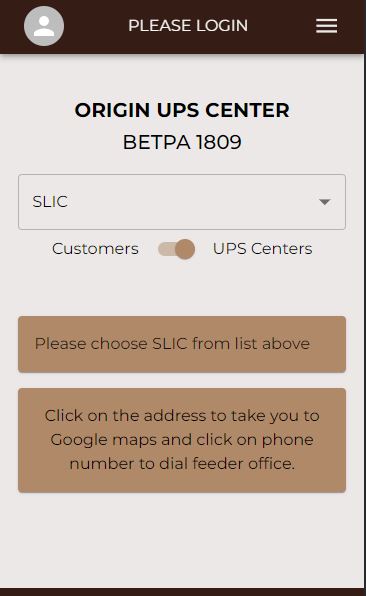 PLEASE LOGIN
ORIGIN UPS CENTER
BETPA 1809
SLIC
Customers UPS Centers
Please choose SLIC from list above
Click on the address to take you to
Google maps and click on phone
number to dial feeder office.